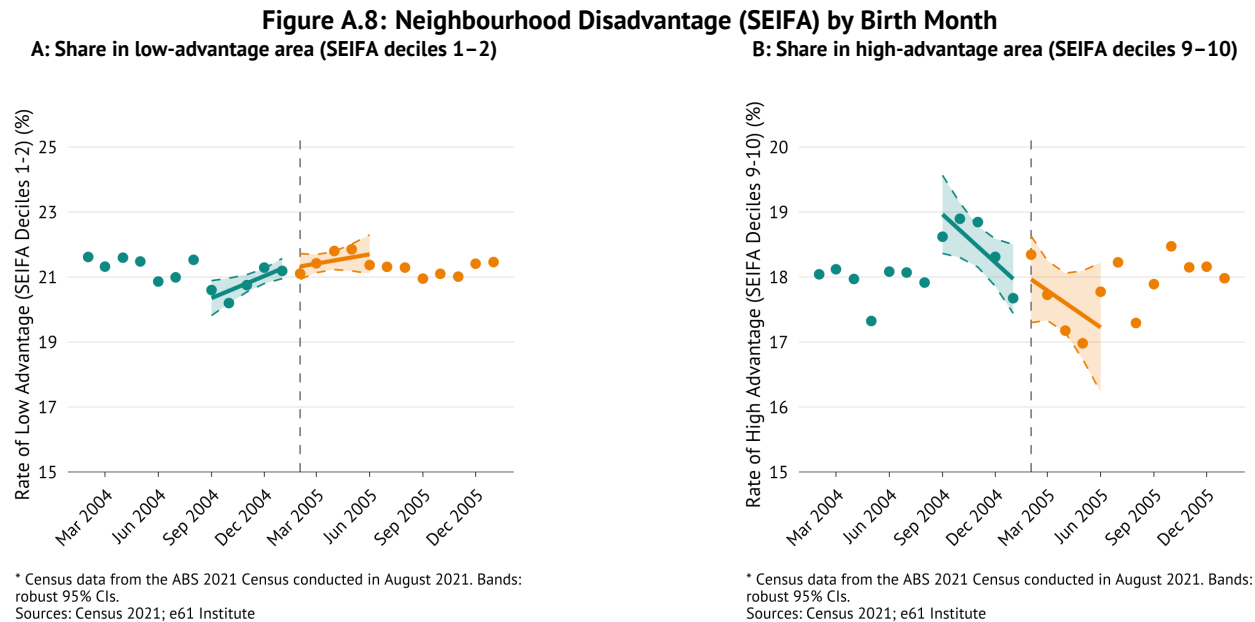 Figure A.8: Neighbourhood Disadvantage (SEIFA) by Birth Month
A: Share in low-advantage area (SEIFA deciles 1–2)
Rate of Low Advantage (SEIFA Deciles 1-2) (%)
25
23
21
19
17
15
Mar 2004
Jun 2004
Sep 2004
Dec 2004
Mar 2005
Jun 2005
Sep 2005
Dec 2005
* Census data from the ABS 2021 Census conducted in August 2021. Bands:
robust 95% CIs.
Sources: Census 2021; e61 Institute
B: Share in high-advantage area (SEIFA deciles 9–10)
Rate of High Advantage (SEIFA Deciles 9-10) (%)
20
19
18
17
16
15
Mar 2004
Jun 2004
Sep 2004
Dec 2004
Mar 2005
Jun 2005
Sep 2005
Dec 2005
* Census data from the ABS 2021 Census conducted in August 2021. Bands:
robust 95% CIs.
Sources: Census 2021; e61 Institute